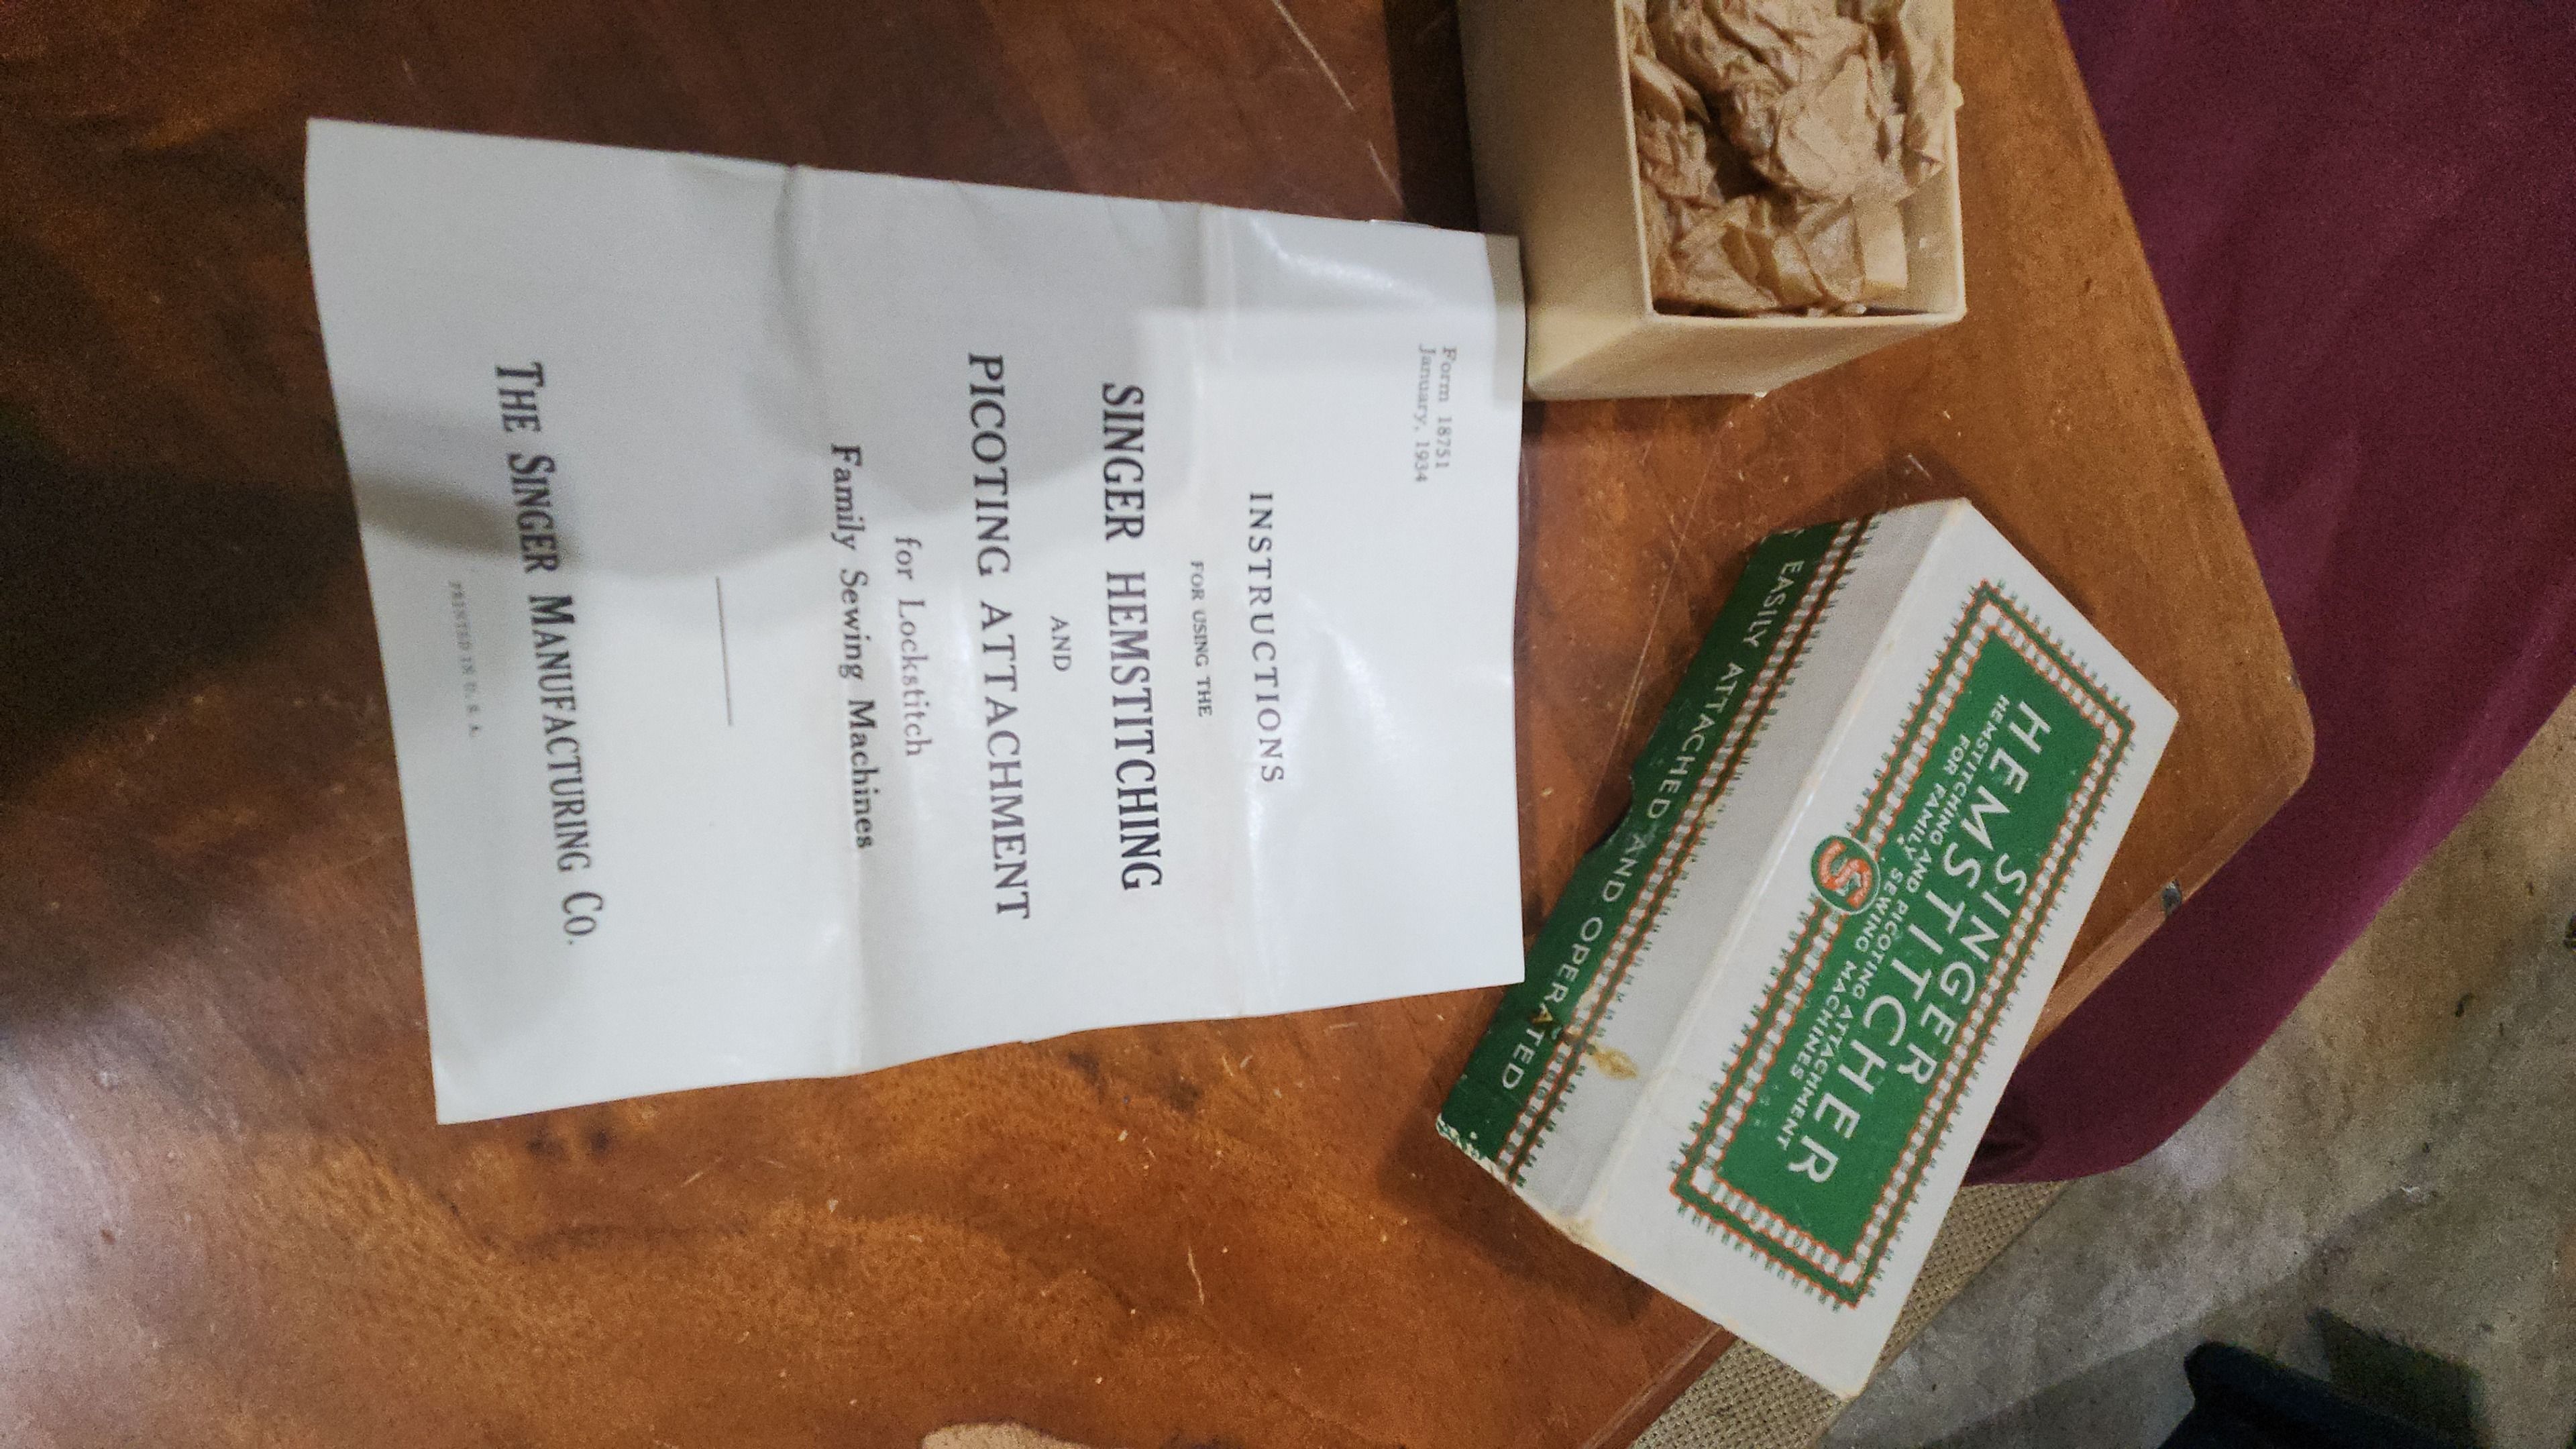 Form 18751
January, 1934
INSTRUCTIONS
FOR USING THE
SINGER HEMSTITCHING
AND
PICOTING ATTACHMENT
for Lockstitch
Family Sewing Machines
THE SINGER MANUFACTURING CO.
PRINTED IN U. S. A.
SINGER
HEMSTITCHER
HEMSTITCHING AND PICOTING ATTACHMENT
FOR FAMILY SEWING MACHINES
S
EASILY ATTACHED AND OPERATED